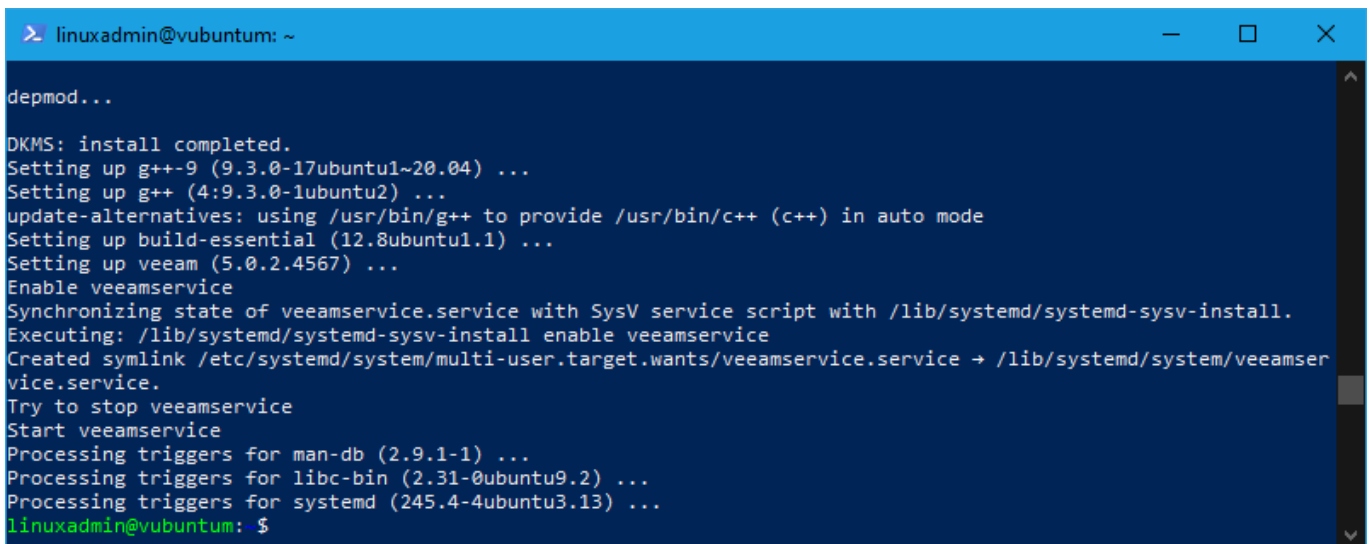 linuxadmin@vubuntum: ~
depmod...
DKMS: install completed.
Setting up g++-9 (9.3.0-17ubuntu1~20.04) ...
Setting up g++ (4:9.3.0-1ubuntu2) ...
update-alternatives: using /usr/bin/g++ to provide /usr/bin/c++ (c++) in auto mode
Setting up build-essential (12.8ubuntu1.1) ...
Setting up veeam (5.0.2.4567) ...
Enable veeamservice
Synchronizing state of veeamservice.service with SysV service script with /lib/systemd/systemd-sysv-install.
Executing: /lib/systemd/systemd-sysv-install enable veeamservice
Created symlink /etc/systemd/system/multi-user.target.wants/veeamservice.service → /lib/systemd/system/veeamser
vice.service.
Try to stop veeamservice
Start veeamservice
Processing triggers for man-db (2.9.1-1) ...
Processing triggers for libc-bin (2.31-0ubuntu9.2) ...
Processing triggers for systemd (245.4-4ubuntu3.13) ...
linuxadmin@vubuntum:~$